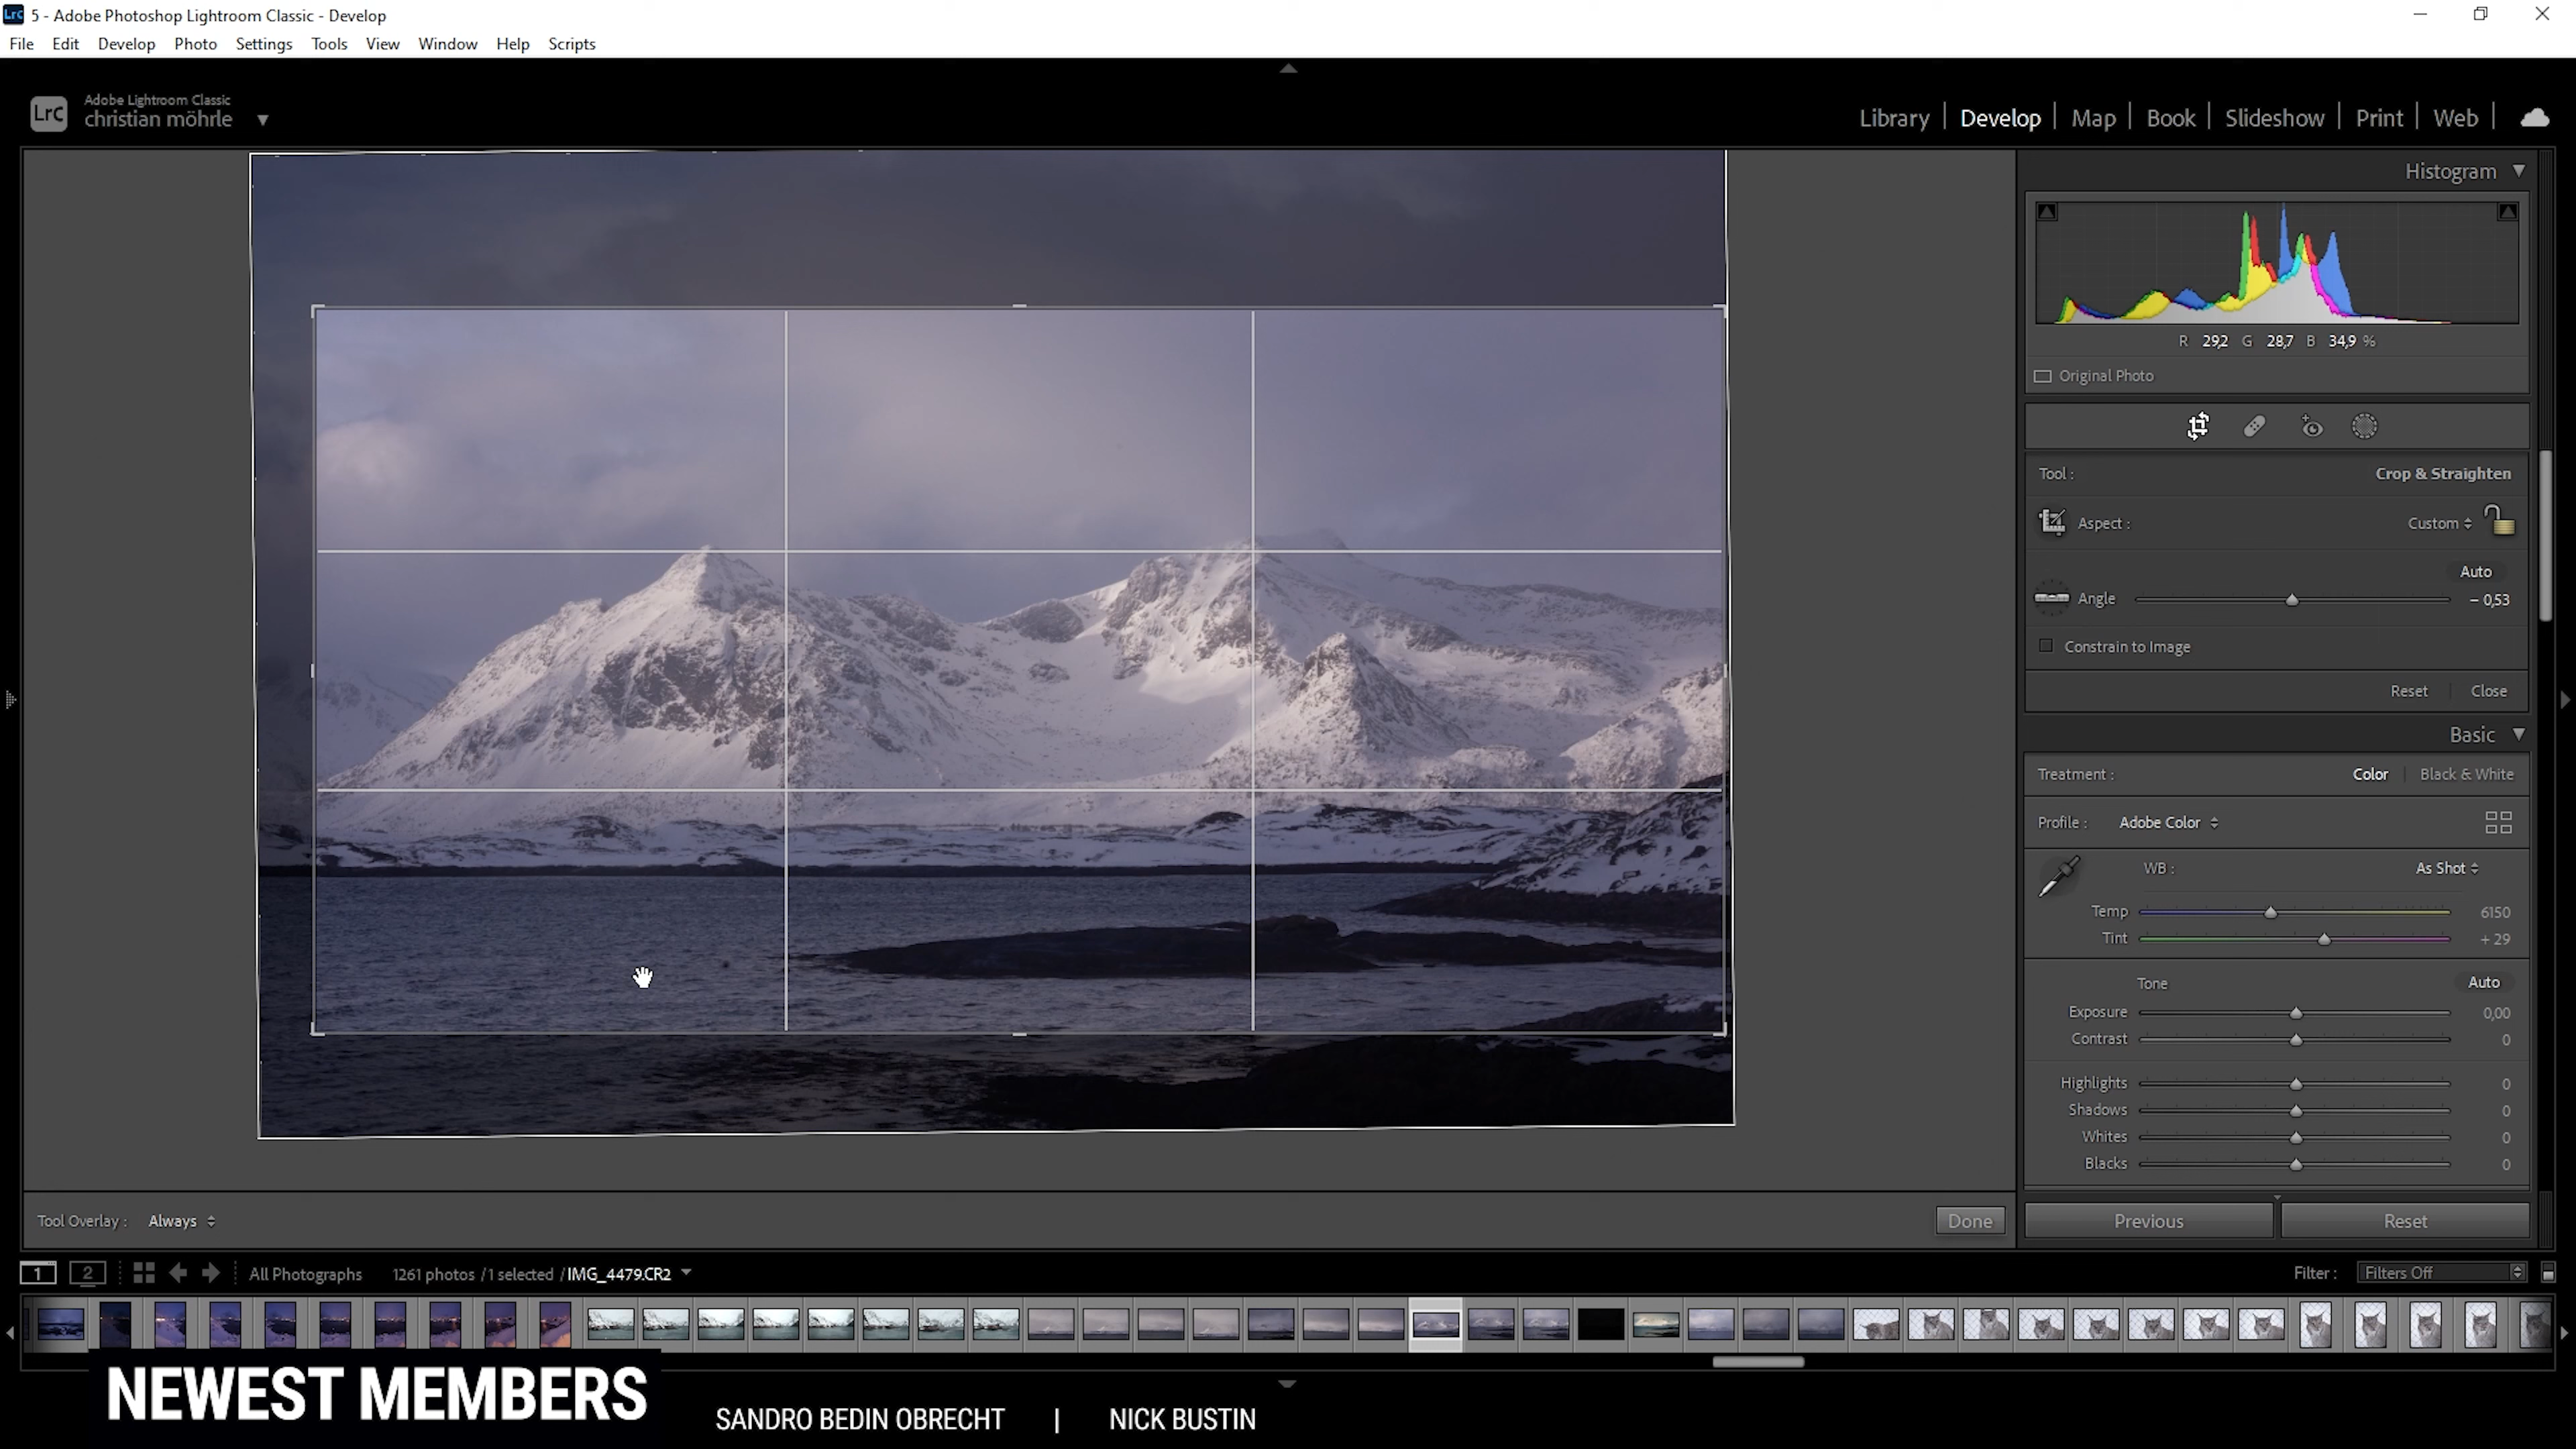 Lrc 5 - Adobe Photoshop Lightroom Classic - Develop
File Edit Develop Photo Settings Tools View Window Help Scripts
Lrc Adobe Lightroom Classic
christian möhrle
Library | Develop | Map | Book | Slideshow | Print | Web |
Histogram
R 29,2 G 28,7 B 34,9 %
Original Photo
Tool : Crop & Straighten
Aspect : Custom
Auto
Angle - 0,53
Constrain to Image
Reset Close
Basic
Treatment : Color Black & White
Profile : Adobe Color
WB : As Shot
Temp 6150
Tint + 29
Tone Auto
Exposure 0,00
Contrast 0
Highlights 0
Shadows 0
Whites 0
Blacks 0
Tool Overlay : Always Done Previous Reset
1 2 All Photographs 1261 photos / 1 selected / IMG_4479.CR2 Filter : Filters Off
NEWEST MEMBERS
SANDRO BEDIN OBRECHT | NICK BUSTIN